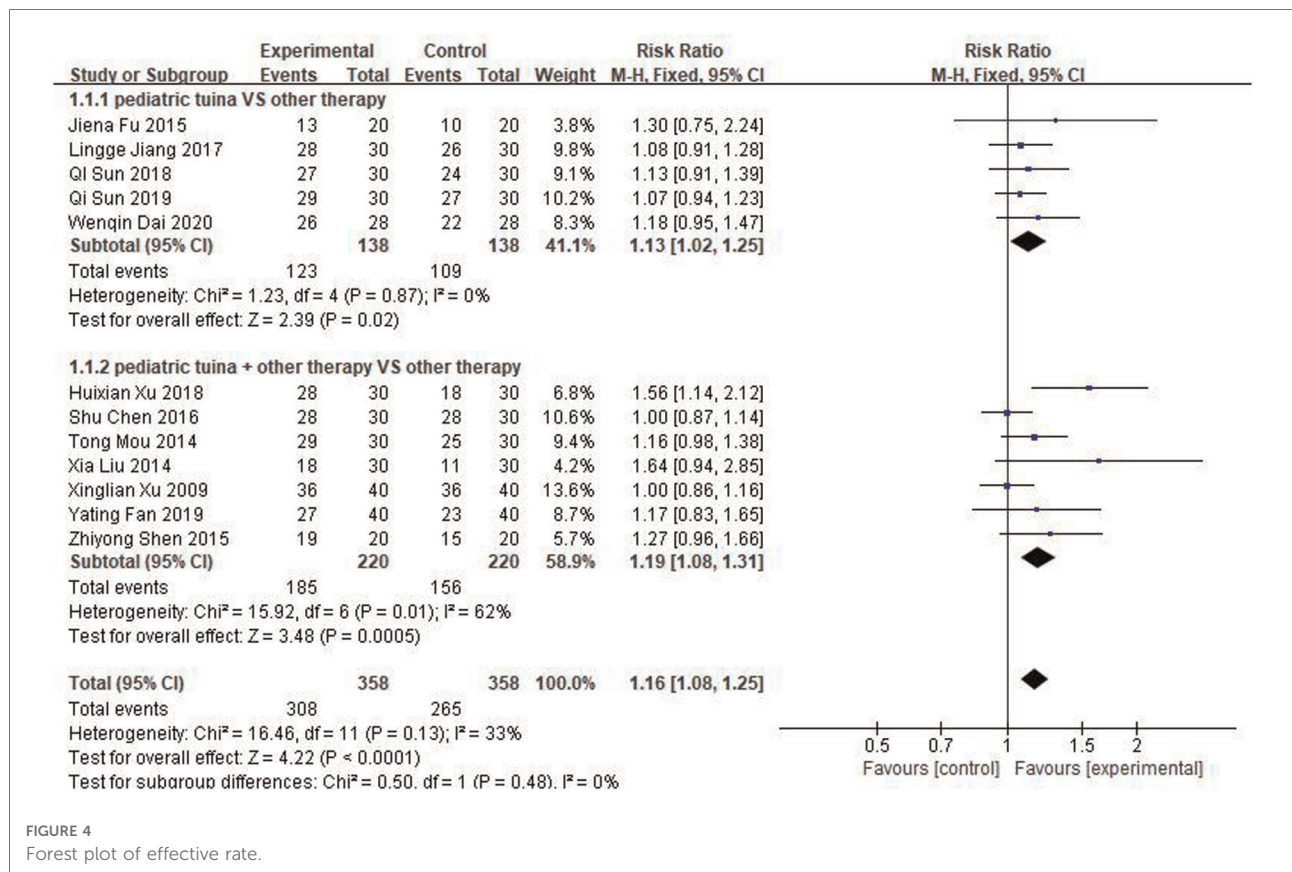 Experimental Control Risk Ratio Risk Ratio
Study or Subgroup Events Total Events Total Weight M-H, Fixed, 95% CI M-H, Fixed, 95% CI
1.1.1 pediatric tuina VS other therapy
Jiena Fu 2015 13 20 10 20 3.8% 1.30 [0.75, 2.24]
Lingge Jiang 2017 28 30 26 30 9.8% 1.08 [0.91, 1.28]
QI Sun 2018 27 30 24 30 9.1% 1.13 [0.91, 1.39]
Qi Sun 2019 29 30 27 30 10.2% 1.07 [0.94, 1.23]
Wenqin Dai 2020 26 28 22 28 8.3% 1.18 [0.95, 1.47]
Subtotal (95% CI) 138 138 41.1% 1.13 [1.02, 1.25]
Total events 123 109
Heterogeneity: Chi² = 1.23, df = 4 (P = 0.87); I² = 0%
Test for overall effect: Z = 2.39 (P = 0.02)
1.1.2 pediatric tuina + other therapy VS other therapy
Huixian Xu 2018 28 30 18 30 6.8% 1.56 [1.14, 2.12]
Shu Chen 2016 28 30 28 30 10.6% 1.00 [0.87, 1.14]
Tong Mou 2014 29 30 25 30 9.4% 1.16 [0.98, 1.38]
Xia Liu 2014 18 30 11 30 4.2% 1.64 [0.94, 2.85]
Xinglian Xu 2009 36 40 36 40 13.6% 1.00 [0.86, 1.16]
Yating Fan 2019 27 40 23 40 8.7% 1.17 [0.83, 1.65]
Zhiyong Shen 2015 19 20 15 20 5.7% 1.27 [0.96, 1.66]
Subtotal (95% CI) 220 220 58.9% 1.19 [1.08, 1.31]
Total events 185 156
Heterogeneity: Chi² = 15.92, df = 6 (P = 0.01); I² = 62%
Test for overall effect: Z = 3.48 (P = 0.0005)
Total (95% CI) 358 358 100.0% 1.16 [1.08, 1.25]
Total events 308 265
Heterogeneity: Chi² = 16.46, df = 11 (P = 0.13); I² = 33%
Test for overall effect: Z = 4.22 (P < 0.0001)
Test for subgroup differences: Chi² = 0.50. df = 1 (P = 0.48). I² = 0%
0.5 0.7 1 1.5 2
Favours [control] Favours [experimental]
FIGURE 4
Forest plot of effective rate.